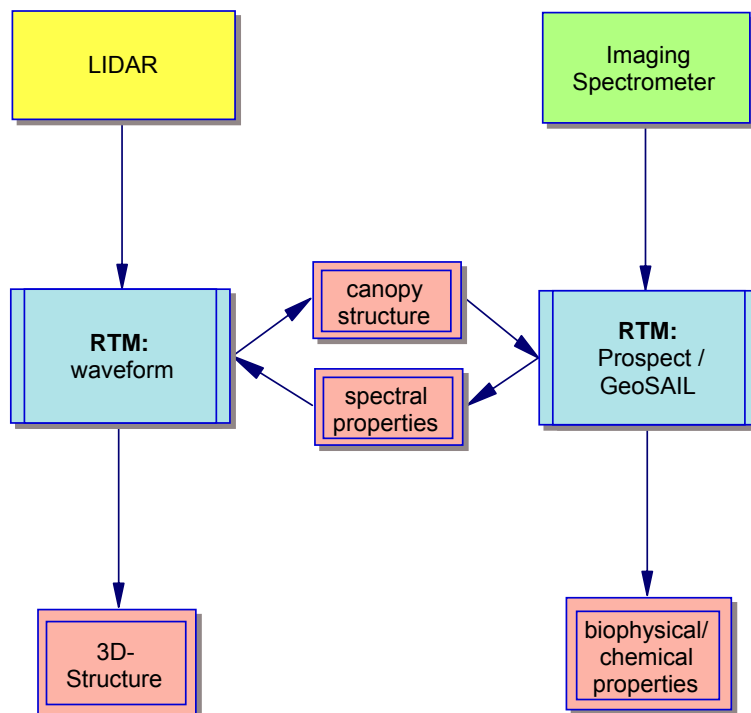 LIDAR
Imaging
Spectrometer
canopy
structure
RTM:
waveform
RTM:
Prospect /
GeoSAIL
spectral
properties
3D-
Structure
biophysical/
chemical
properties